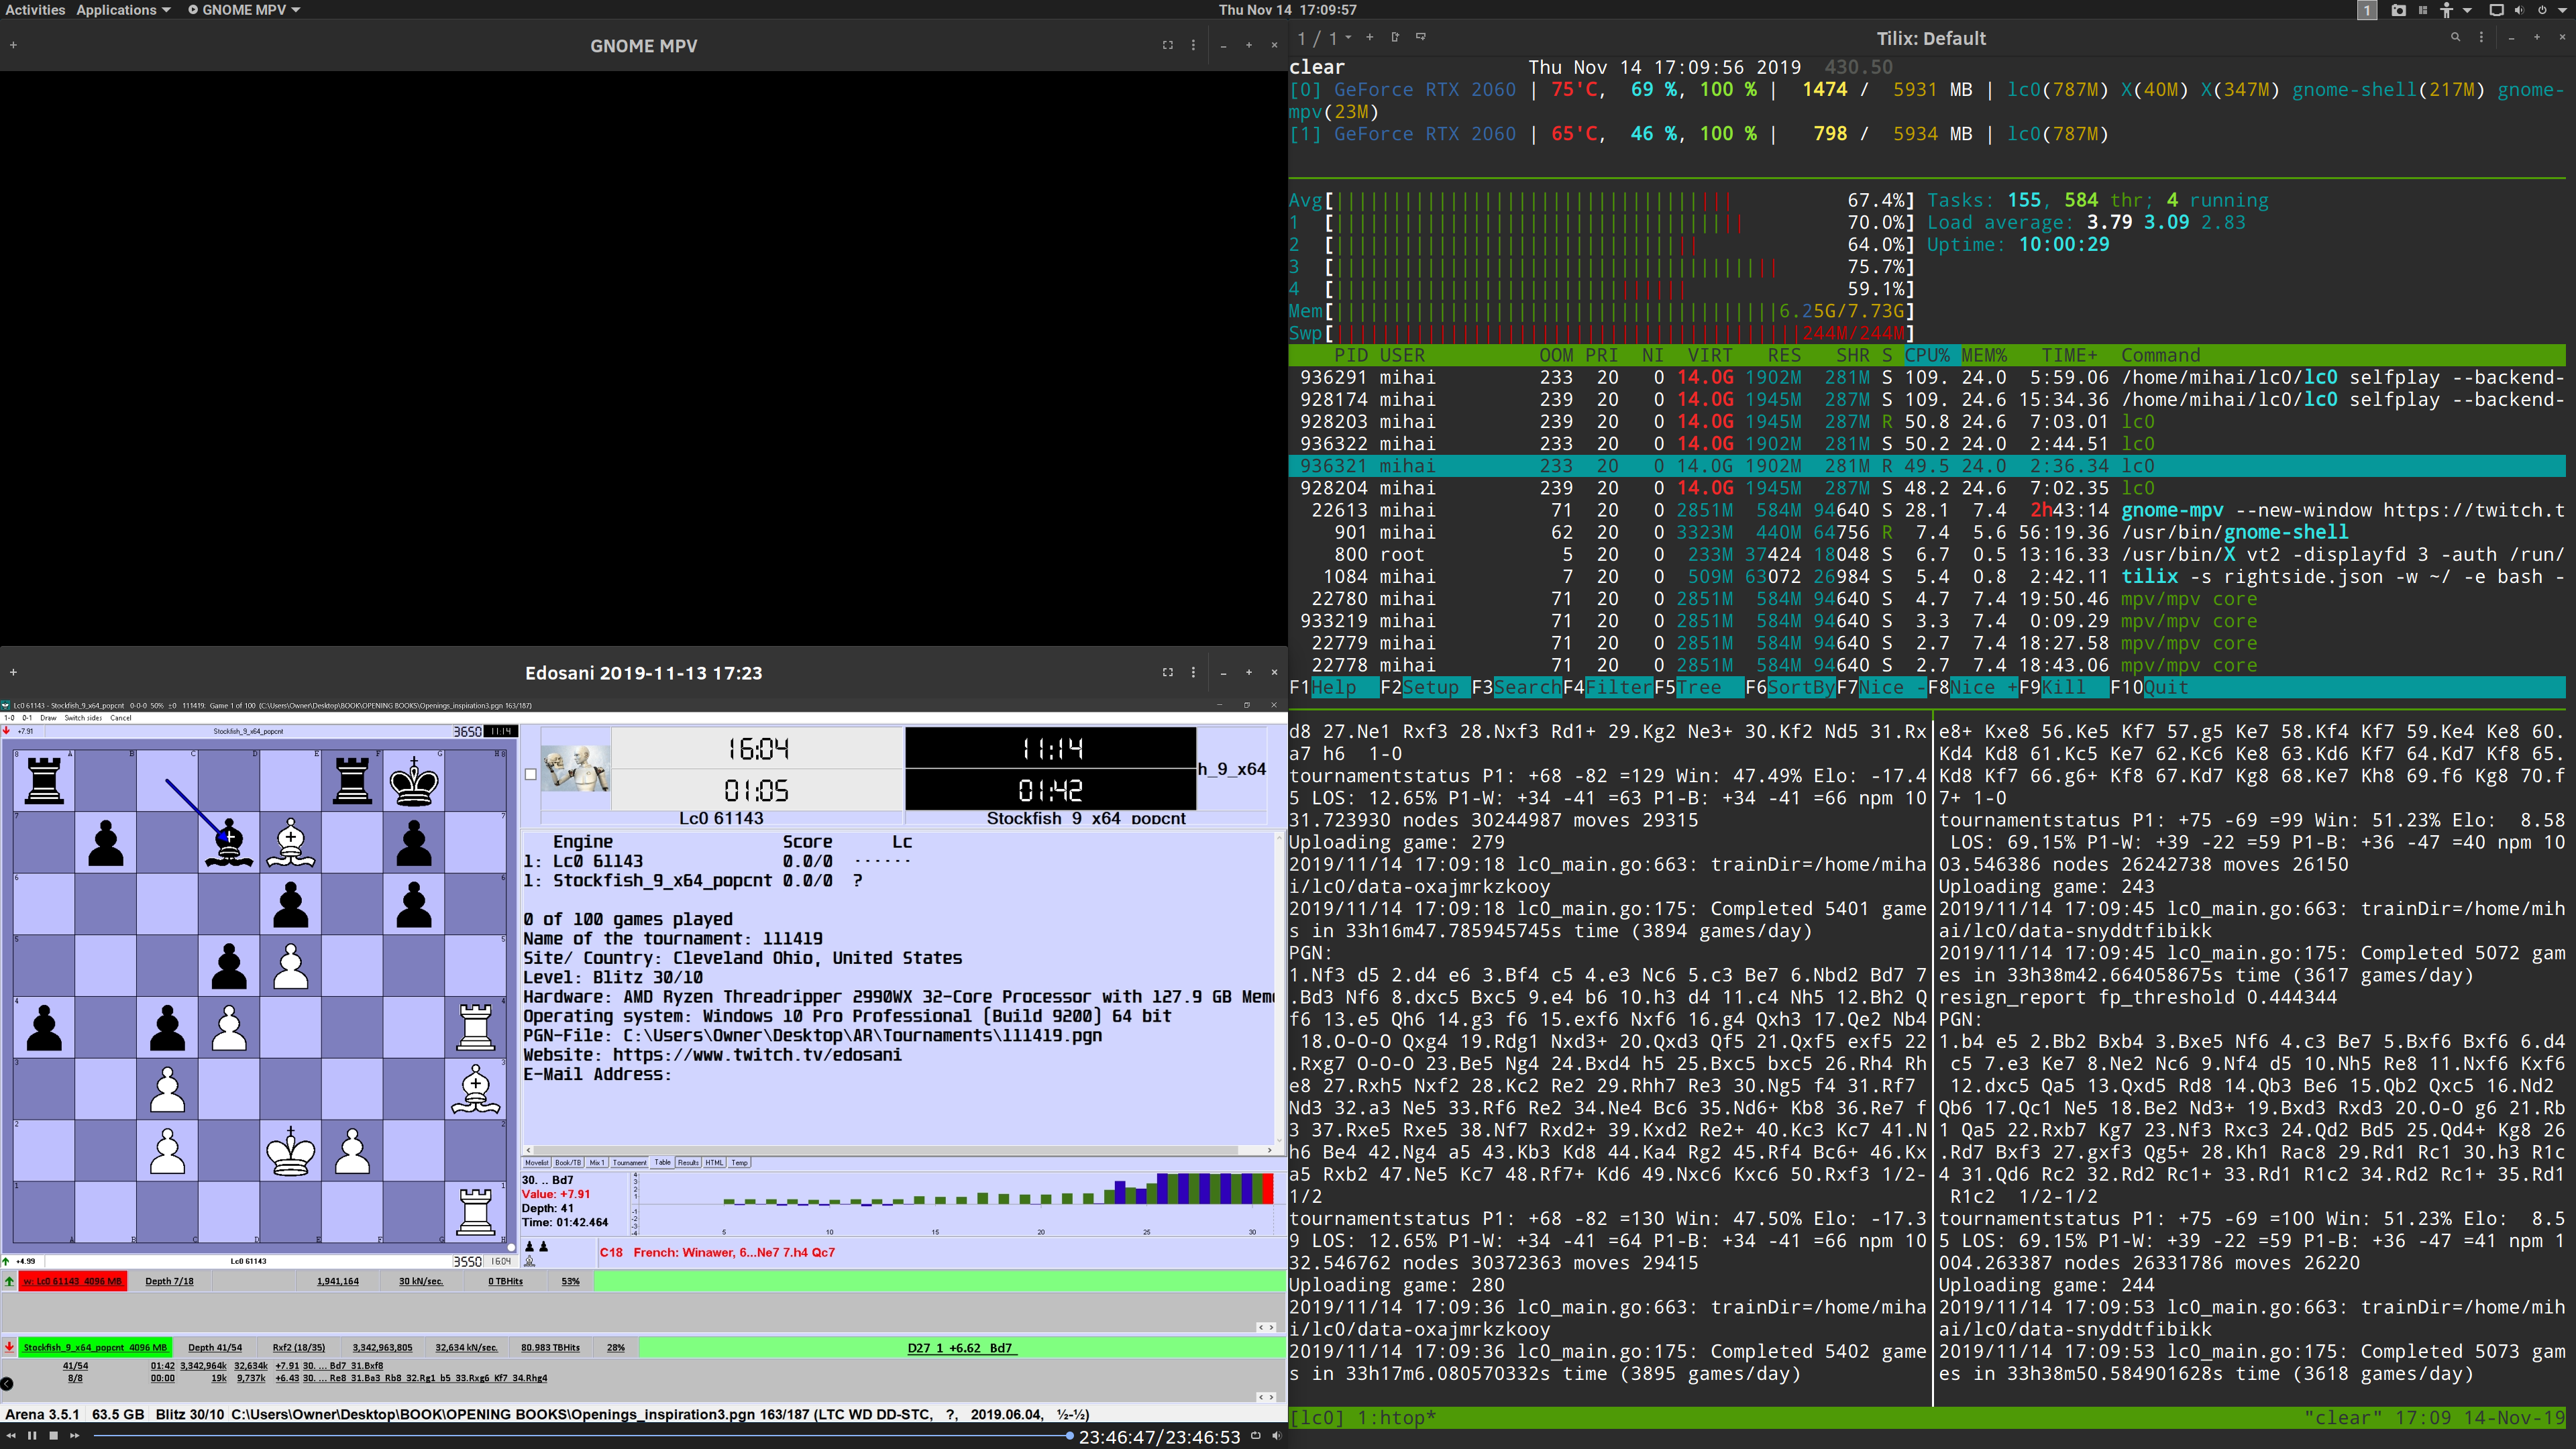 Activities Applications GNOME MPV Thu Nov 14 17:09:57 1
GNOME MPV
1 / 1 Tilix: Default
clear Thu Nov 14 17:09:56 2019 430.50
[0] GeForce RTX 2060 | 75'C, 69 %, 100 % | 1474 / 5931 MB | lc0(787M) X(40M) X(347M) gnome-shell(217M) gnome-
mpv(23M)
[1] GeForce RTX 2060 | 65'C, 46 %, 100 % | 798 / 5934 MB | lc0(787M)
Avg[ 67.4%] Tasks: 155, 584 thr; 4 running
1 [ 70.0%] Load average: 3.79 3.09 2.83
2 [ 64.0%] Uptime: 10:00:29
3 [ 75.7%]
4 [ 59.1%]
Mem[ 6.25G/7.73G]
Swp[ 244M/244M]
PID USER OOM PRI NI VIRT RES SHR S CPU% MEM% TIME+ Command
936291 mihai 233 20 0 14.0G 1902M 281M S 109. 24.0 5:59.06 /home/mihai/lc0/lc0 selfplay --backend-
928174 mihai 239 20 0 14.0G 1945M 287M S 109. 24.6 15:34.36 /home/mihai/lc0/lc0 selfplay --backend-
928203 mihai 239 20 0 14.0G 1945M 287M R 50.8 24.6 7:03.01 lc0
936322 mihai 233 20 0 14.0G 1902M 281M S 50.2 24.0 2:44.51 lc0
936321 mihai 233 20 0 14.0G 1902M 281M R 49.5 24.0 2:36.34 lc0
928204 mihai 239 20 0 14.0G 1945M 287M S 48.2 24.6 7:02.35 lc0
22613 mihai 71 20 0 2851M 584M 94640 S 28.1 7.4 2h43:14 gnome-mpv --new-window https://twitch.t
901 mihai 62 20 0 3323M 440M 64756 R 7.4 5.6 56:19.36 /usr/bin/gnome-shell
800 root 5 20 0 233M 37424 18048 S 6.7 0.5 13:16.33 /usr/bin/X vt2 -displayfd 3 -auth /run/
1084 mihai 7 20 0 509M 63072 26984 S 5.4 0.8 2:42.11 tilix -s rightside.json -w ~/ -e bash -
22780 mihai 71 20 0 2851M 584M 94640 S 4.7 7.4 19:50.46 mpv/mpv core
933219 mihai 71 20 0 2851M 584M 94640 S 3.3 7.4 0:09.29 mpv/mpv core
22779 mihai 71 20 0 2851M 584M 94640 S 2.7 7.4 18:27.58 mpv/mpv core
22778 mihai 71 20 0 2851M 584M 94640 S 2.7 7.4 18:43.06 mpv/mpv core
F1Help F2Setup F3SearchF4FilterF5Tree F6SortByF7Nice -F8Nice +F9Kill F10Quit
Edosani 2019-11-13 17:23
Lc0 61143 - Stockfish_9_x64_popcnt 0-0-0 50% ±0 111419: Game 1 of 100 (C:\Users\Owner\Desktop\BOOK\OPENING BOOKS\Openings_inspiration3.pgn 163/187)
1-0 0-1 Draw Switch sides Cancel
+7.91 Stockfish_9_x64_popcnt 3650 11:14
16:04 11:14
01:05 01:42
h_9_x64
Lc0 61143 Stockfish_9_x64_popcnt
Engine Score Lc
1: Lc0 61143 0.0/0 ······
1: Stockfish_9_x64_popcnt 0.0/0 ?
0 of 100 games played
Name of the tournament: 111419
Site/ Country: Cleveland Ohio, United States
Level: Blitz 30/10
Hardware: AMD Ryzen Threadripper 2990WX 32-Core Processor with 127.9 GB Mem
Operating system: Windows 10 Pro Professional (Build 9200) 64 bit
PGN-File: C:\Users\Owner\Desktop\AR\Tournaments\111419.pgn
Website: https://www.twitch.tv/edosani
E-Mail Address:
Movelist Book/TB Mix 1 Tournament Table Results HTML Temp
30. .. Bd7
Value: +7.91
Depth: 41
Time: 01:42.464
5 10 15 20 25 30
C18 French: Winawer, 6...Ne7 7.h4 Qc7
+4.99 Lc0 61143 3550 16:04
w: Lc0 61143 4096 MB Depth 7/18 1,941,164 30 kN/sec. 0 TBHits 53%
Stockfish_9_x64_popcnt 4096 MB Depth 41/54 Rxf2 (18/35) 3,342,963,805 32,634 kN/sec. 80.983 TBHits 28% D27 1 +6.62 Bd7
41/54 01:42 3,342,964k 32,634k +7.91 30. ... Bd7 31.Bxf8
8/8 00:00 19k 9,737k +6.43 30. ... Re8 31.Ba3 Rb8 32.Rg1 b5 33.Rxg6 Kf7 34.Rhg4
Arena 3.5.1 63.5 GB Blitz 30/10 C:\Users\Owner\Desktop\BOOK\OPENING BOOKS\Openings_inspiration3.pgn 163/187 (LTC WD DD-STC, ?, 2019.06.04, ½-½)
23:46:47/23:46:53
d8 27.Ne1 Rxf3 28.Nxf3 Rd1+ 29.Kg2 Ne3+ 30.Kf2 Nd5 31.Rx
a7 h6 1-0
tournamentstatus P1: +68 -82 =129 Win: 47.49% Elo: -17.4
5 LOS: 12.65% P1-W: +34 -41 =63 P1-B: +34 -41 =66 npm 10
31.723930 nodes 30244987 moves 29315
Uploading game: 279
2019/11/14 17:09:18 lc0_main.go:663: trainDir=/home/miha
i/lc0/data-oxajmrkzkooy
2019/11/14 17:09:18 lc0_main.go:175: Completed 5401 game
s in 33h16m47.785945745s time (3894 games/day)
PGN:
1.Nf3 d5 2.d4 e6 3.Bf4 c5 4.e3 Nc6 5.c3 Be7 6.Nbd2 Bd7 7
.Bd3 Nf6 8.dxc5 Bxc5 9.e4 b6 10.h3 d4 11.c4 Nh5 12.Bh2 Q
f6 13.e5 Qh6 14.g3 f6 15.exf6 Nxf6 16.g4 Qxh3 17.Qe2 Nb4
18.O-O-O Qxg4 19.Rdg1 Nxd3+ 20.Qxd3 Qf5 21.Qxf5 exf5 22
.Rxg7 O-O-O 23.Be5 Ng4 24.Bxd4 h5 25.Bxc5 bxc5 26.Rh4 Rh
e8 27.Rxh5 Nxf2 28.Kc2 Re2 29.Rhh7 Re3 30.Ng5 f4 31.Rf7
Nd3 32.a3 Ne5 33.Rf6 Re2 34.Ne4 Bc6 35.Nd6+ Kb8 36.Re7 f
3 37.Rxe5 Rxe5 38.Nf7 Rxd2+ 39.Kxd2 Re2+ 40.Kc3 Kc7 41.N
h6 Be4 42.Ng4 a5 43.Kb3 Kd8 44.Ka4 Rg2 45.Rf4 Bc6+ 46.Kx
a5 Rxb2 47.Ne5 Kc7 48.Rf7+ Kd6 49.Nxc6 Kxc6 50.Rxf3 1/2-
1/2
tournamentstatus P1: +68 -82 =130 Win: 47.50% Elo: -17.3
9 LOS: 12.65% P1-W: +34 -41 =64 P1-B: +34 -41 =66 npm 10
32.546762 nodes 30372363 moves 29415
Uploading game: 280
2019/11/14 17:09:36 lc0_main.go:663: trainDir=/home/miha
i/lc0/data-oxajmrkzkooy
2019/11/14 17:09:36 lc0_main.go:175: Completed 5402 game
s in 33h17m6.080570332s time (3895 games/day)
e8+ Kxe8 56.Ke5 Kf7 57.g5 Ke7 58.Kf4 Kf7 59.Ke4 Ke8 60.
Kd4 Kd8 61.Kc5 Ke7 62.Kc6 Ke8 63.Kd6 Kf7 64.Kd7 Kf8 65.
Kd8 Kf7 66.g6+ Kf8 67.Kd7 Kg8 68.Ke7 Kh8 69.f6 Kg8 70.f
7+ 1-0
tournamentstatus P1: +75 -69 =99 Win: 51.23% Elo: 8.58
LOS: 69.15% P1-W: +39 -22 =59 P1-B: +36 -47 =40 npm 10
03.546386 nodes 26242738 moves 26150
Uploading game: 243
2019/11/14 17:09:45 lc0_main.go:663: trainDir=/home/mih
ai/lc0/data-snyddtfibikk
2019/11/14 17:09:45 lc0_main.go:175: Completed 5072 gam
es in 33h38m42.664058675s time (3617 games/day)
resign_report fp_threshold 0.444344
PGN:
1.b4 e5 2.Bb2 Bxb4 3.Bxe5 Nf6 4.c3 Be7 5.Bxf6 Bxf6 6.d4
c5 7.e3 Ke7 8.Ne2 Nc6 9.Nf4 d5 10.Nh5 Re8 11.Nxf6 Kxf6
12.dxc5 Qa5 13.Qxd5 Rd8 14.Qb3 Be6 15.Qb2 Qxc5 16.Nd2
Qb6 17.Qc1 Ne5 18.Be2 Nd3+ 19.Bxd3 Rxd3 20.O-O g6 21.Rb
1 Qa5 22.Rxb7 Kg7 23.Nf3 Rxc3 24.Qd2 Bd5 25.Qd4+ Kg8 26
.Rd7 Bxf3 27.gxf3 Qg5+ 28.Kh1 Rac8 29.Rd1 Rc1 30.h3 R1c
4 31.Qd6 Rc2 32.Rd2 Rc1+ 33.Rd1 R1c2 34.Rd2 Rc1+ 35.Rd1
R1c2 1/2-1/2
tournamentstatus P1: +75 -69 =100 Win: 51.23% Elo: 8.5
5 LOS: 69.15% P1-W: +39 -22 =59 P1-B: +36 -47 =41 npm 1
004.263387 nodes 26331786 moves 26220
Uploading game: 244
2019/11/14 17:09:53 lc0_main.go:663: trainDir=/home/mih
ai/lc0/data-snyddtfibikk
2019/11/14 17:09:53 lc0_main.go:175: Completed 5073 gam
es in 33h38m50.584901628s time (3618 games/day)
[lc0] 1:htop* "clear" 17:09 14-Nov-19